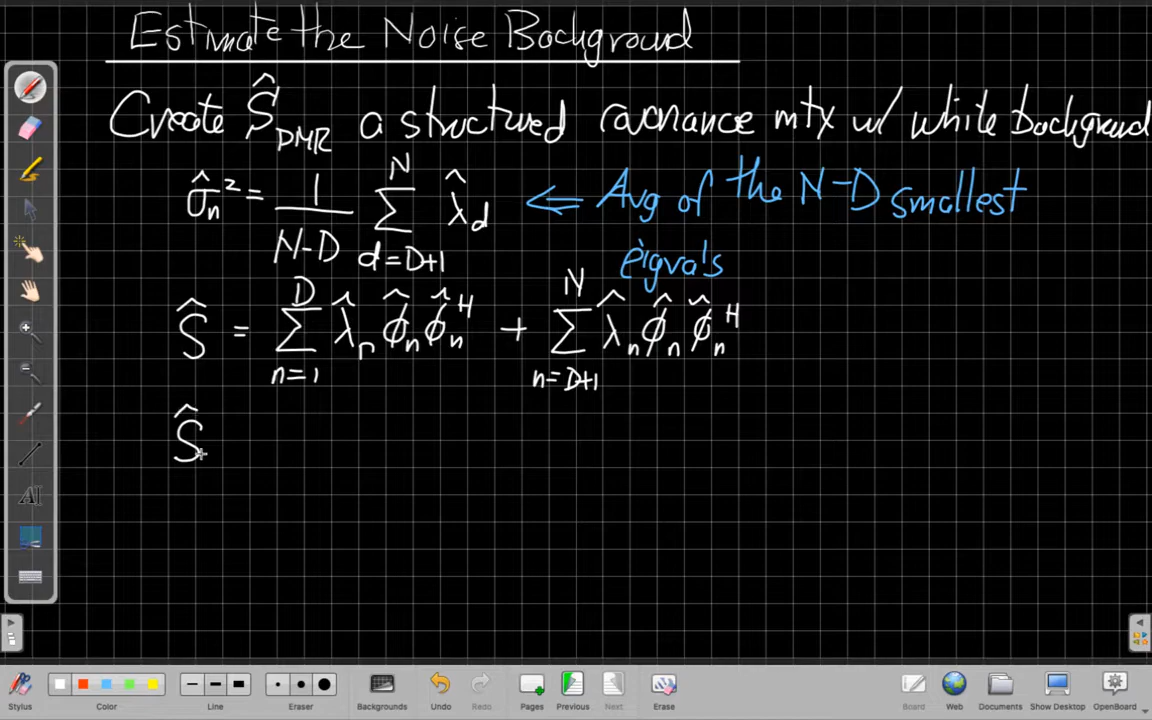 Estimate the Noise Background
Create Ŝ_DMR a structured covariance mtx w/ white background
σ̂_n² = 1/(N-D) Σ_{d=D+1}^{N} λ̂_d ⇐ Avg of the N-D smallest
eigvals
Ŝ = Σ_{n=1}^{D} λ̂_n φ̂_n φ̂_n^H + Σ_{n=D+1}^{N} λ̂_n φ̂_n φ̂_n^H
Ŝ
Stylus Color Line Eraser Backgrounds Undo Redo Pages Previous Next Erase Board Web Documents Show Desktop OpenBoard